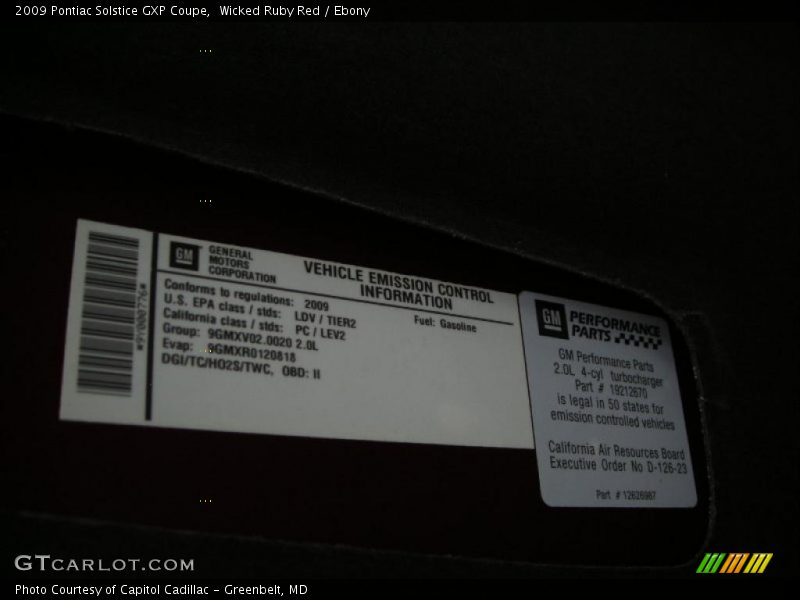 2009 Pontiac Solstice GXP Coupe,  Wicked Ruby Red / Ebony
GM
GENERAL
MOTORS
CORPORATION
VEHICLE EMISSION CONTROL
INFORMATION
Conforms to regulations: 2009
U.S. EPA class / stds: LDV / TIER2
California class / stds: PC / LEV2
Group: 9GMXV02.0020 2.0L
Evap: 9GMXR0120818
DGI/TC/HO2S/TWC, OBD: II
Fuel: Gasoline
GM
PERFORMANCE
PARTS
GM Performance Parts
2.0L 4-cyl turbocharger
Part # 19212670
is legal in 50 states for
emission controlled vehicles
California Air Resources Board
Executive Order No D-126-23
Part # 12626987
GTCARLOT.COM
Photo Courtesy of Capitol Cadillac - Greenbelt, MD